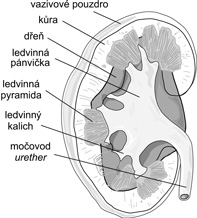 vazivové pouzdro
kůra
dřeň
ledvinná
pánvička
ledvinná
pyramida
ledvinný
kalich
močovod
urether